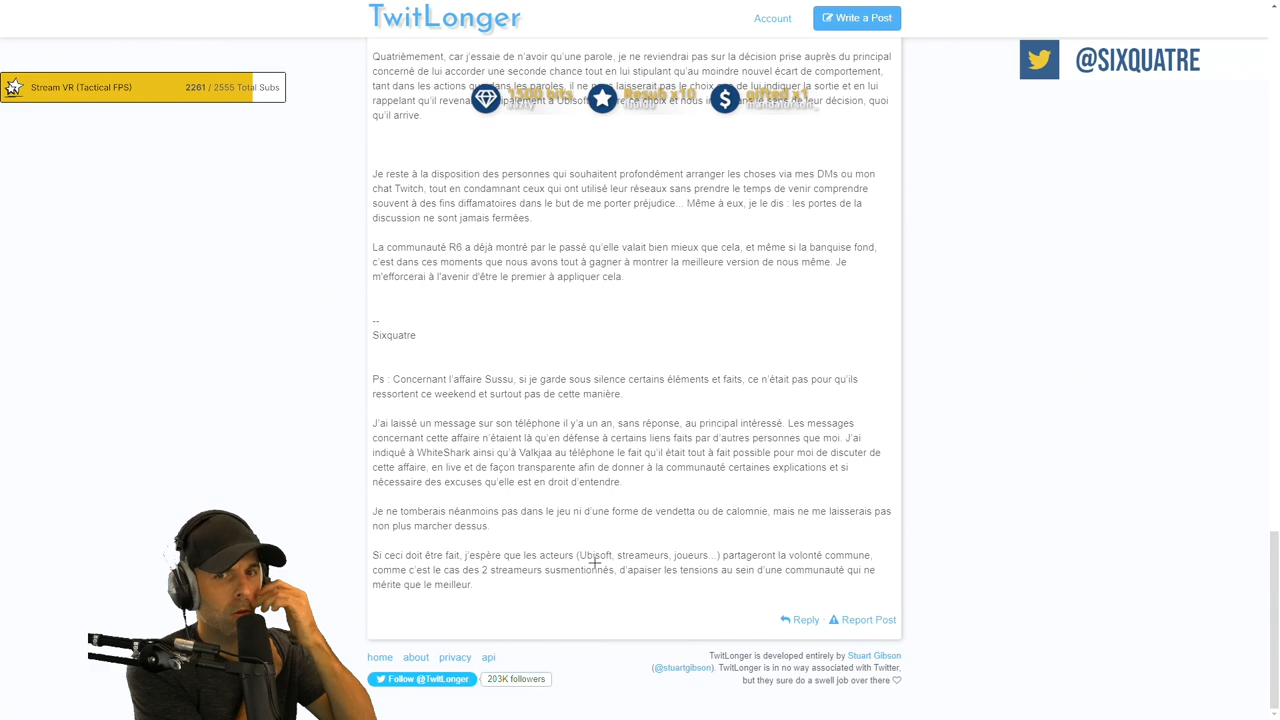 TwitLonger
Account
Write a Post
@SIXQUATRE
Stream VR (Tactical FPS)
2261 / 2555 Total Subs
1500 bits
Resub x10
gifted x1
Quatrièmement, car j'essaie de n'avoir qu'une parole, je ne reviendrai pas sur la décision prise auprès du principal
concerné de lui accorder une seconde chance tout en lui stipulant qu'au moindre nouvel écart de comportement,
tant dans les actions que dans les paroles, il ne nous laisserait pas le choix que de lui indiquer la sortie et en lui
rappelant qu'il revenait principalement à Ubisoft de faire ce choix et nous irions dans le sens de leur décision, quoi
qu'il arrive.
Je reste à la disposition des personnes qui souhaitent profondément arranger les choses via mes DMs ou mon
chat Twitch, tout en condamnant ceux qui ont utilisé leur réseaux sans prendre le temps de venir comprendre
souvent à des fins diffamatoires dans le but de me porter préjudice... Même à eux, je le dis : les portes de la
discussion ne sont jamais fermées.
La communauté R6 a déjà montré par le passé qu'elle valait bien mieux que cela, et même si la banquise fond,
c'est dans ces moments que nous avons tout à gagner à montrer la meilleure version de nous même. Je
m'efforcerai à l'avenir d'être le premier à appliquer cela.
--
Sixquatre
Ps : Concernant l'affaire Sussu, si je garde sous silence certains éléments et faits, ce n'était pas pour qu'ils
ressortent ce weekend et surtout pas de cette manière.
J'ai laissé un message sur son téléphone il y'a un an, sans réponse, au principal intéressé. Les messages
concernant cette affaire n'étaient là qu'en défense à certains liens faits par d'autres personnes que moi. J'ai
indiqué à WhiteShark ainsi qu'à Valkjaa au téléphone le fait qu'il était tout à fait possible pour moi de discuter de
cette affaire, en live et de façon transparente afin de donner à la communauté certaines explications et si
nécessaire des excuses qu'elle est en droit d'entendre.
Je ne tomberais néanmoins pas dans le jeu ni d'une forme de vendetta ou de calomnie, mais ne me laisserais pas
non plus marcher dessus.
Si ceci doit être fait, j'espère que les acteurs (Ubisoft, streameurs, joueurs...) partageront la volonté commune,
comme c'est le cas des 2 streameurs susmentionnés, d'apaiser les tensions au sein d'une communauté qui ne
mérite que le meilleur.
Reply · Report Post
home about privacy api
Follow @TwitLonger
203K followers
TwitLonger is developed entirely by Stuart Gibson
(@stuartgibson). TwitLonger is in no way associated with Twitter,
but they sure do a swell job over there